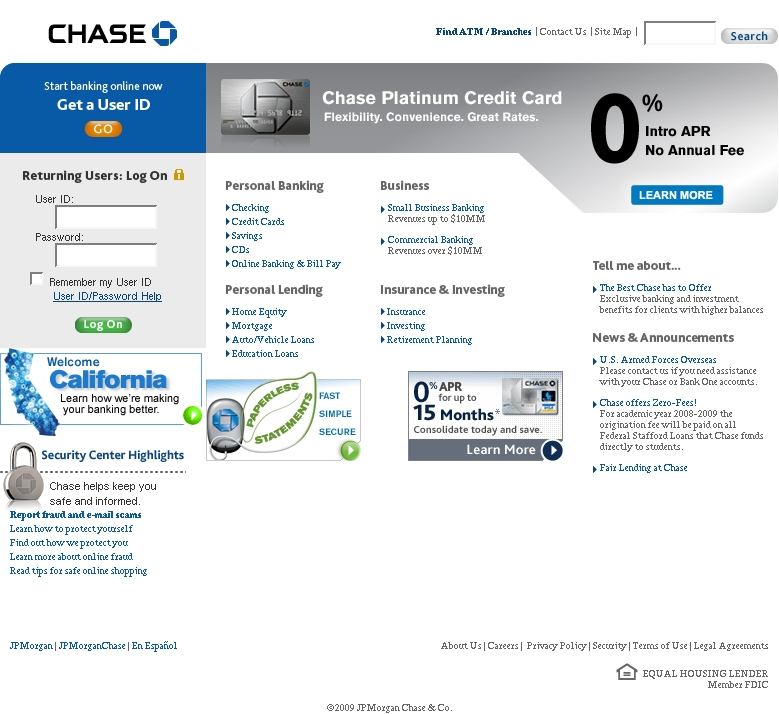 CHASE
Find ATM / Branches | Contact Us | Site Map |
Search
Start banking online now
Get a User ID
GO
CHASE
Chase Platinum Credit Card
Flexibility. Convenience. Great Rates.
0%
Intro APR
No Annual Fee
LEARN MORE
Returning Users: Log On
User ID:
Password:
Remember my User ID
User ID/Password Help
Log On
Personal Banking
Checking
Credit Cards
Savings
CDs
Online Banking & Bill Pay
Personal Lending
Home Equity
Mortgage
Auto/Vehicle Loans
Education Loans
Business
Small Business Banking
Revenues up to $10MM
Commercial Banking
Revenues over $10MM
Insurance & Investing
Insurance
Investing
Retirement Planning
Tell me about...
The Best Chase has to Offer
Exclusive banking and investment
benefits for clients with higher balances
News & Announcements
U.S. Armed Forces Overseas
Please contact us if you need assistance
with your Chase or Bank One accounts.
Chase offers Zero-Fees!
For academic year 2008-2009 the
origination fee will be paid on all
Federal Stafford Loans that Chase funds
directly to students.
Fair Lending at Chase
Welcome
California
Learn how we're making
your banking better.
PAPERLESS
STATEMENTS
FAST
SIMPLE
SECURE
0% APR
for up to
15 Months*
CHASE
Consolidate today and save.
Learn More
Security Center Highlights
Chase helps keep you
safe and informed.
Report fraud and e-mail scams
Learn how to protect yourself
Find out how we protect you
Learn more about online fraud
Read tips for safe online shopping
JPMorgan | JPMorganChase | En Español
About Us | Careers | Privacy Policy | Security | Terms of Use | Legal Agreements
EQUAL HOUSING LENDER
Member FDIC
©2009 JPMorgan Chase & Co.